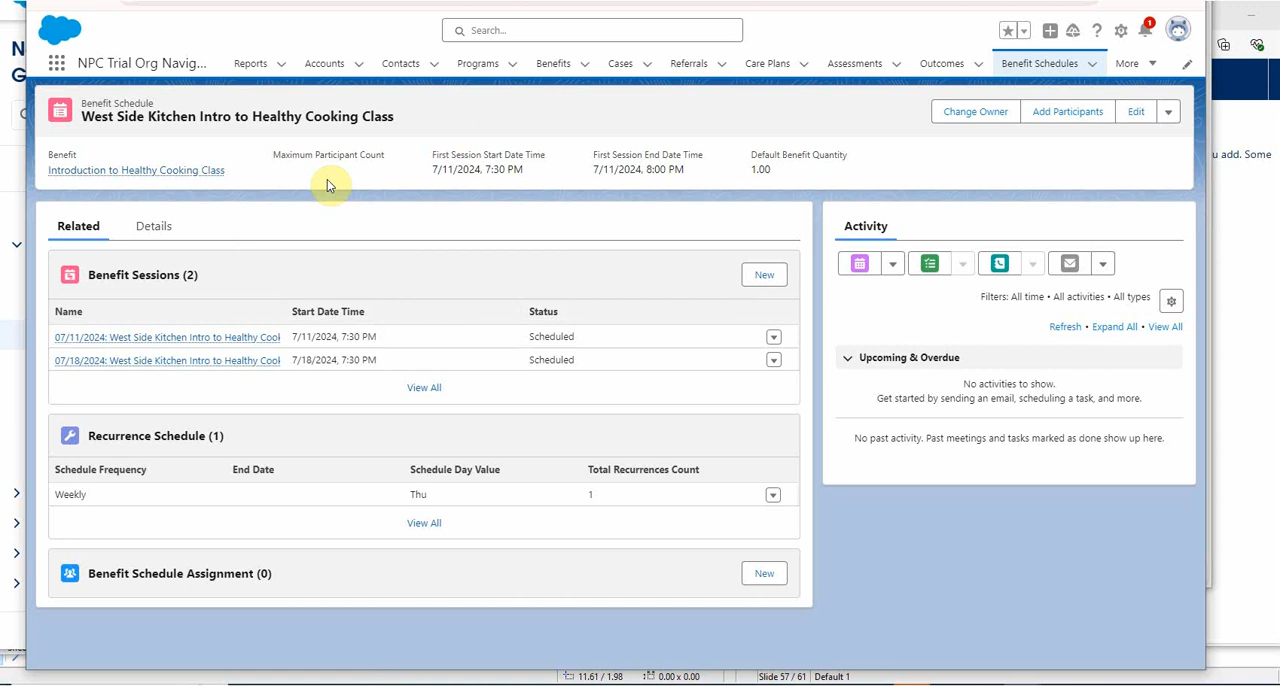 N
G
Search...
1
NPC Trial Org Navig...
Reports
Accounts
Contacts
Programs
Benefits
Cases
Referrals
Care Plans
Assessments
Outcomes
Benefit Schedules
More
Benefit Schedule
West Side Kitchen Intro to Healthy Cooking Class
Change Owner
Add Participants
Edit
Benefit
Maximum Participant Count
First Session Start Date Time
First Session End Date Time
Default Benefit Quantity
Introduction to Healthy Cooking Class
7/11/2024, 7:30 PM
7/11/2024, 8:00 PM
1.00
u add. Some
Related
Details
Activity
Benefit Sessions (2)
New
Name
Start Date Time
Status
07/11/2024: West Side Kitchen Intro to Healthy Cool
7/11/2024, 7:30 PM
Scheduled
07/18/2024: West Side Kitchen Intro to Healthy Cool
7/18/2024, 7:30 PM
Scheduled
View All
Recurrence Schedule (1)
Schedule Frequency
End Date
Schedule Day Value
Total Recurrences Count
Weekly
Thu
1
View All
Benefit Schedule Assignment (0)
New
Filters: All time • All activities • All types
Refresh • Expand All • View All
Upcoming & Overdue
No activities to show.
Get started by sending an email, scheduling a task, and more.
No past activity. Past meetings and tasks marked as done show up here.
11.61 / 1.98
0.00 x 0.00
Slide 57 / 61
Default 1